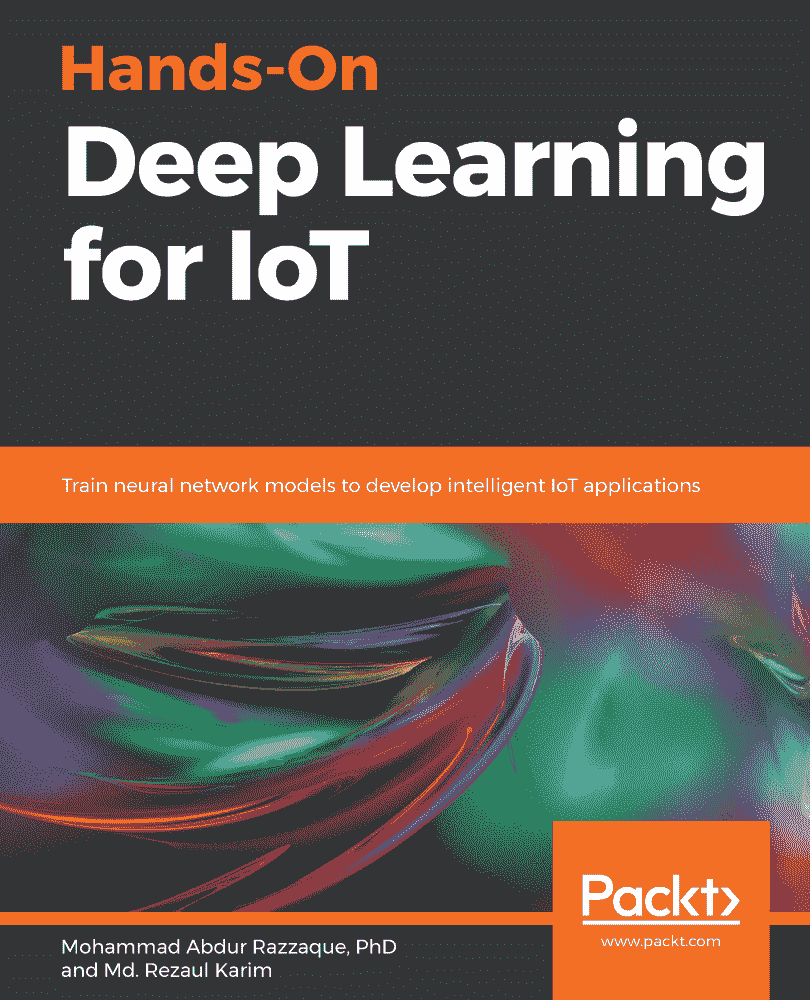 Hands-On
Deep Learning
for IoT
Train neural network models to develop intelligent IoT applications
Packt>
www.packt.com
Mohammad Abdur Razzaque, PhD
and Md. Rezaul Karim